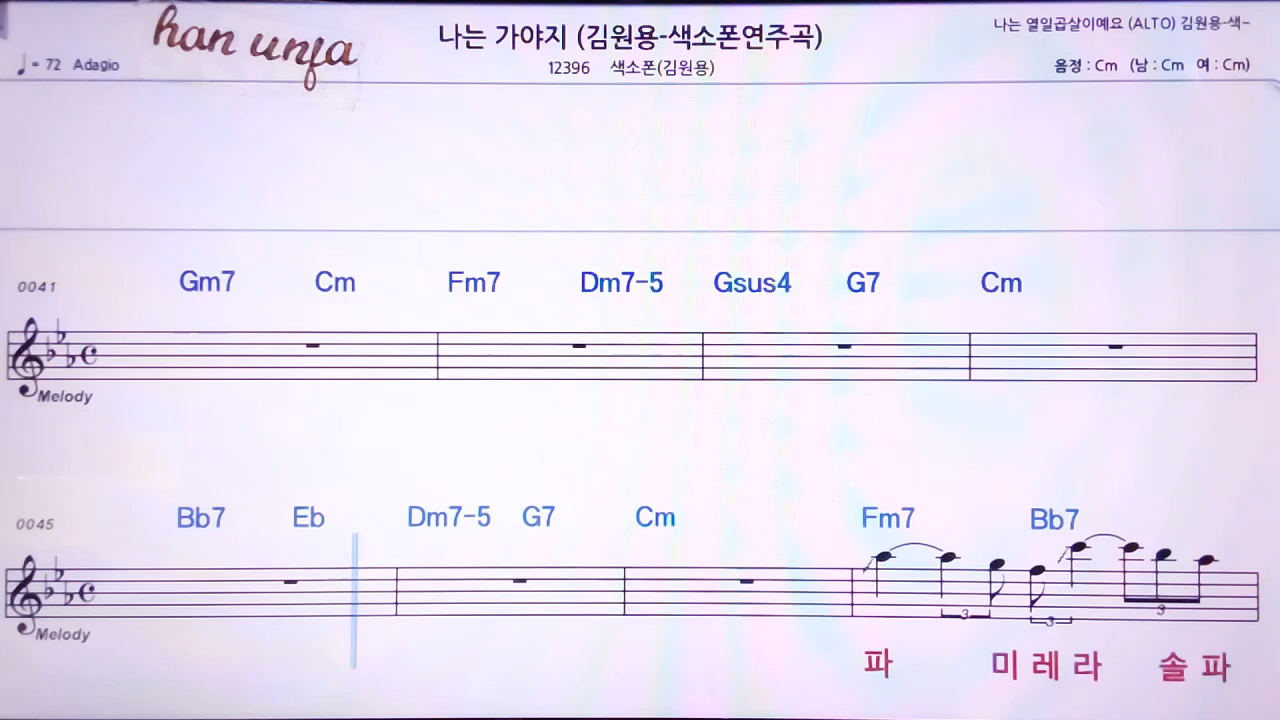 han unfa
나는 가야지 (김원용-색소폰연주곡)
나는 열일곱살이예요 (ALTO) 김원용-색-
♩ = 72 Adagio
12396 색소폰(김원용)
음정 : Cm (남 : Cm 여 : Cm)
0041 Gm7 Cm Fm7 Dm7-5 Gsus4 G7 Cm
Melody
0045 Bb7 Eb Dm7-5 G7 Cm Fm7 Bb7
3 3 3
Melody
파 미 레 라 솔 파